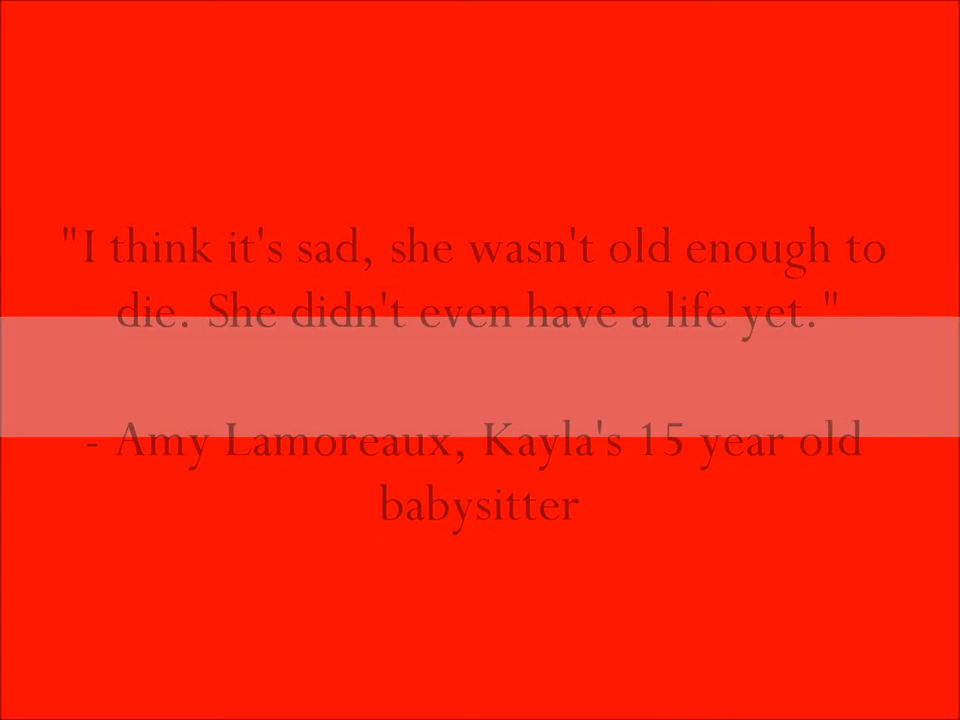 "I think it's sad, she wasn't old enough to
die. She didn't even have a life yet."
- Amy Lamoreaux, Kayla's 15 year old
babysitter